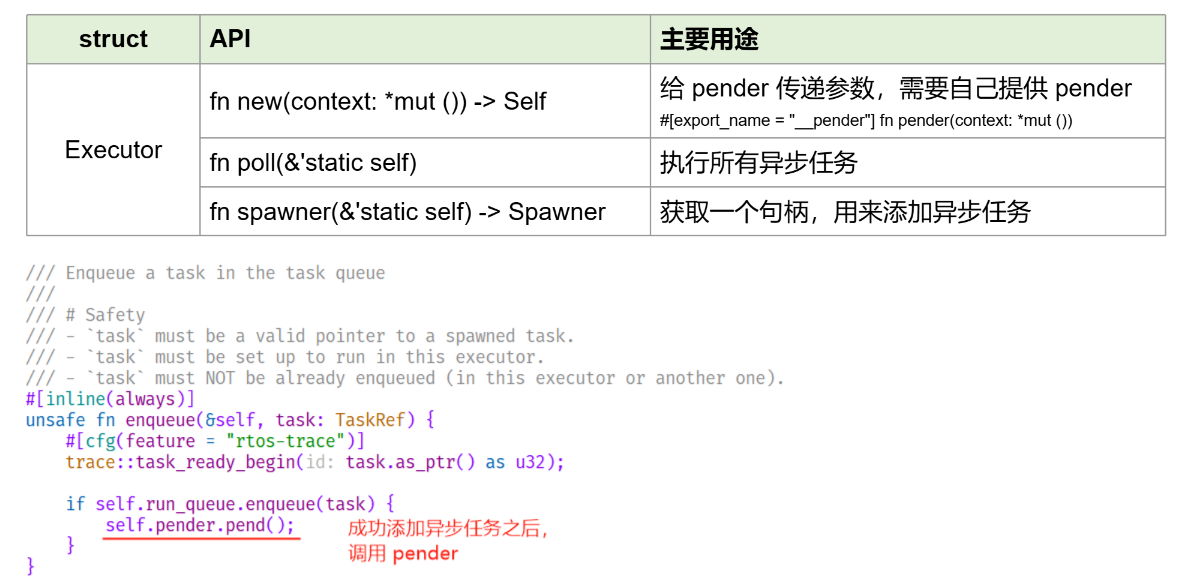 struct API 主要用途
Executor
fn new(context: *mut ()) -> Self
给 pender 传递参数，需要自己提供 pender
#[export_name = "__pender"] fn pender(context: *mut ())
fn poll(&'static self)
执行所有异步任务
fn spawner(&'static self) -> Spawner
获取一个句柄，用来添加异步任务
/// Enqueue a task in the task queue
///
/// # Safety
/// - `task` must be a valid pointer to a spawned task.
/// - `task` must be set up to run in this executor.
/// - `task` must NOT be already enqueued (in this executor or another one).
#[inline(always)]
unsafe fn enqueue(&self, task: TaskRef) {
    #[cfg(feature = "rtos-trace")]
    trace::task_ready_begin(id: task.as_ptr() as u32);

    if self.run_queue.enqueue(task) {
        self.pender.pend();
成功添加异步任务之后，
调用 pender
    }
}